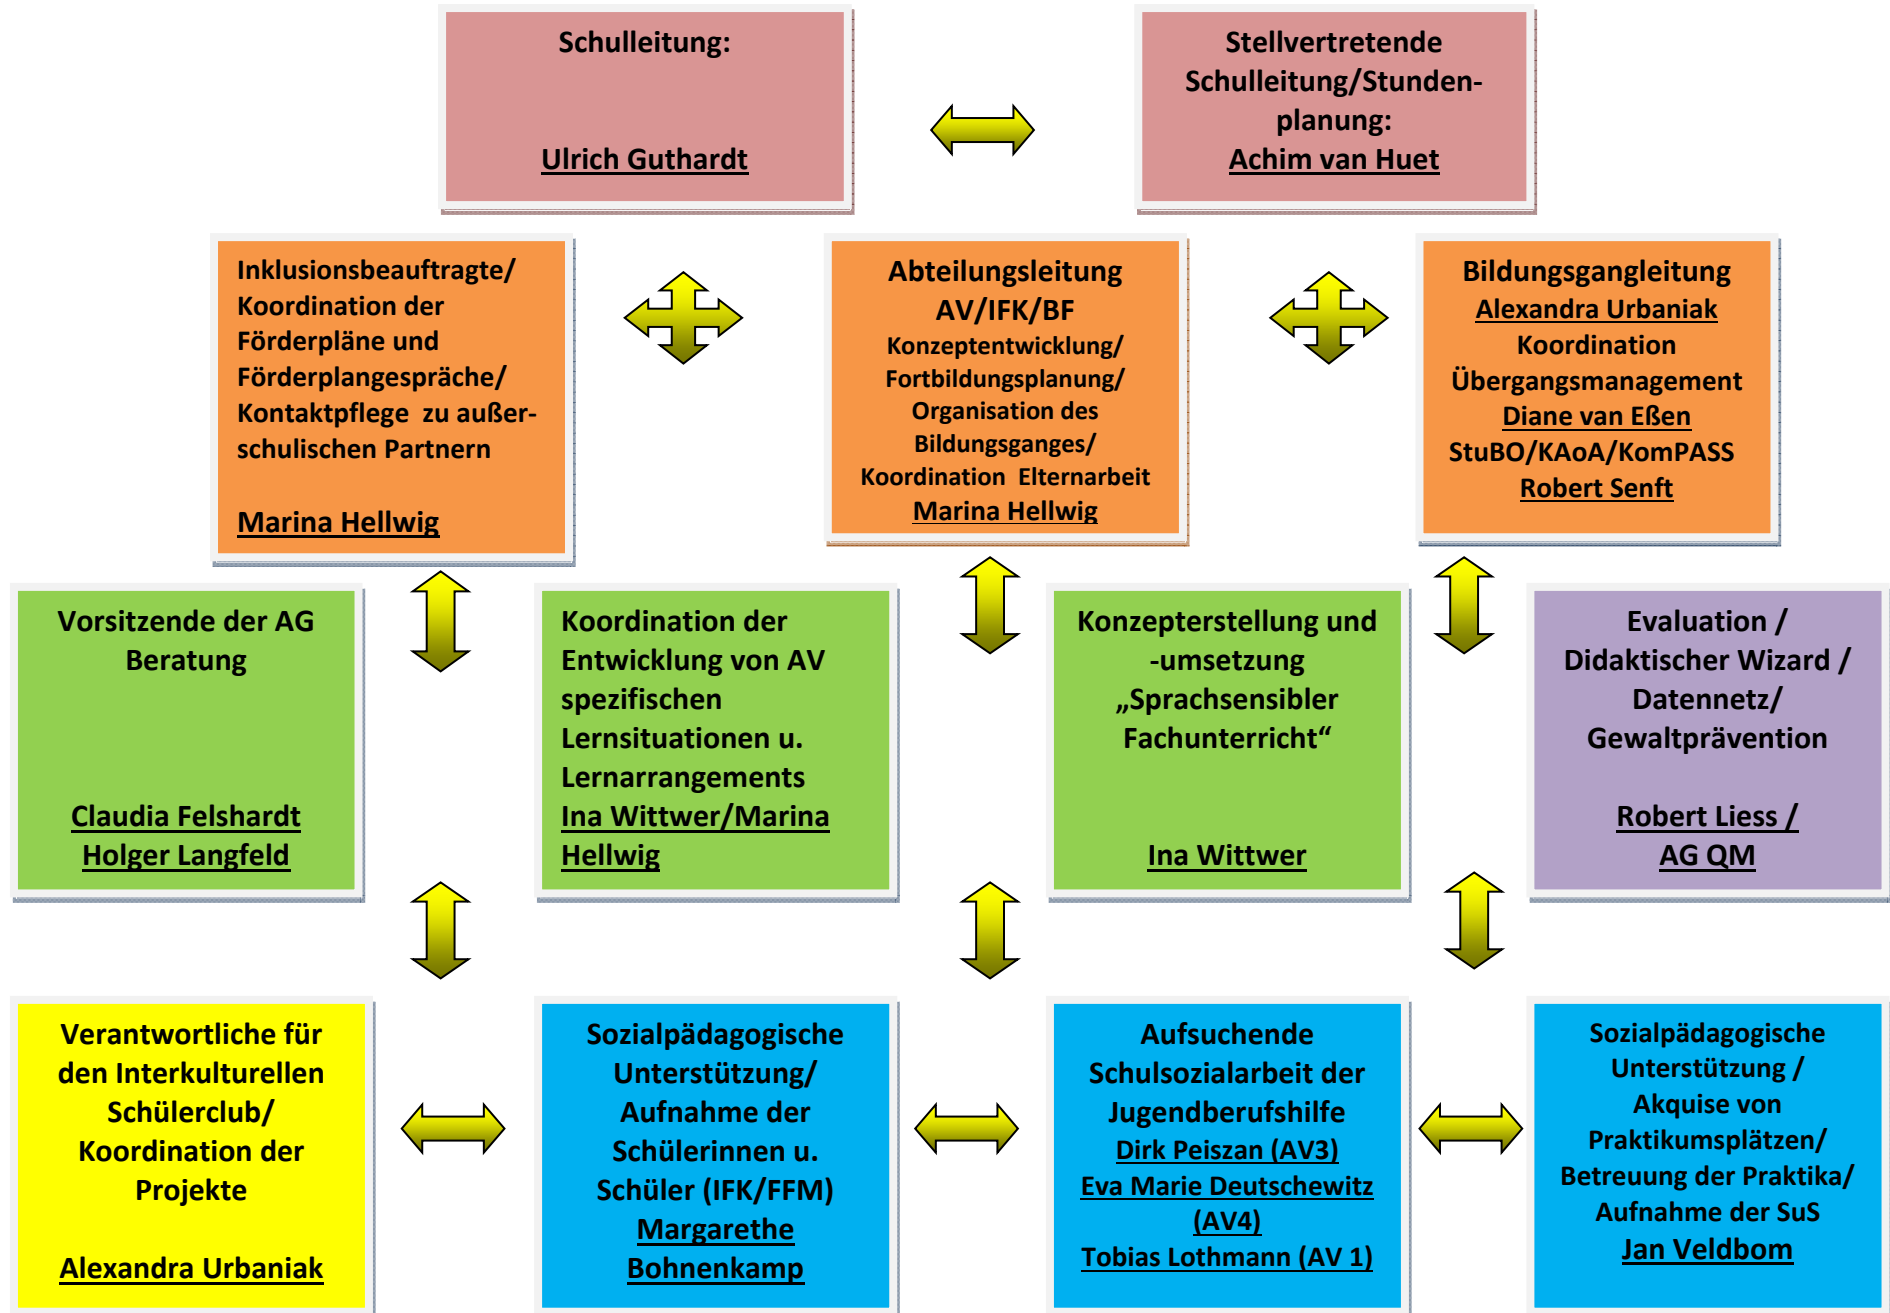 Schulleitung:
Ulrich Guthardt
Stellvertretende
Schulleitung/Stunden-
planung:
Achim van Huet
Inklusionsbeauftragte/
Koordination der
Förderpläne und
Förderplangespräche/
Kontaktpflege zu außer-
schulischen Partnern
Marina Hellwig
Abteilungsleitung
AV/IFK/BF
Konzeptentwicklung/
Fortbildungsplanung/
Organisation des
Bildungsganges/
Koordination Elternarbeit
Marina Hellwig
Bildungsgangleitung
Alexandra Urbaniak
Koordination
Übergangsmanagement
Diane van Eßen
StuBO/KAoA/KomPASS
Robert Senft
Vorsitzende der AG
Beratung
Claudia Felshardt
Holger Langfeld
Koordination der
Entwicklung von AV
spezifischen
Lernsituationen u.
Lernarrangements
Ina Wittwer/Marina
Hellwig
Konzepterstellung und
-umsetzung
„Sprachsensibler
Fachunterricht“
Ina Wittwer
Evaluation /
Didaktischer Wizard /
Datennetz/
Gewaltprävention
Robert Liess /
AG QM
Verantwortliche für
den Interkulturellen
Schülerclub/
Koordination der
Projekte
Alexandra Urbaniak
Sozialpädagogische
Unterstützung/
Aufnahme der
Schülerinnen u.
Schüler (IFK/FFM)
Margarethe
Bohnenkamp
Aufsuchende
Schulsozialarbeit der
Jugendberufshilfe
Dirk Peiszan (AV3)
Eva Marie Deutschewitz
(AV4)
Tobias Lothmann (AV 1)
Sozialpädagogische
Unterstützung /
Akquise von
Praktikumsplätzen/
Betreuung der Praktika/
Aufnahme der SuS
Jan Veldbom